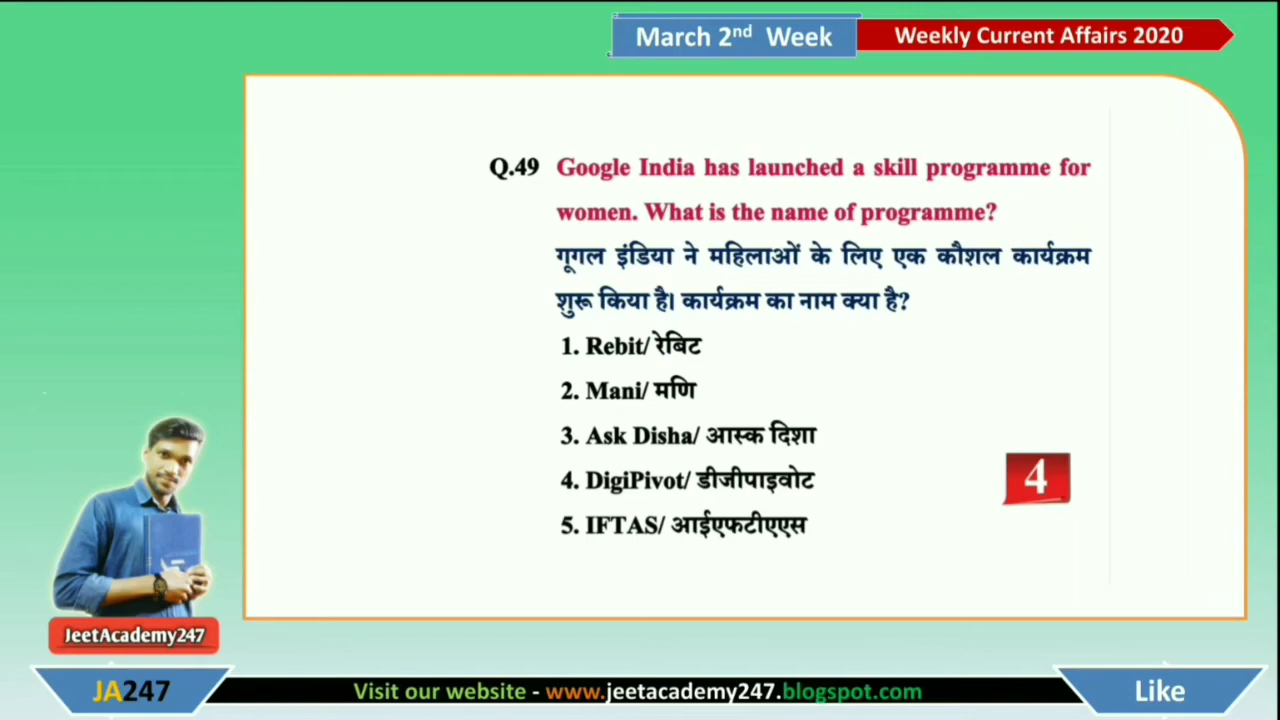 March 2nd Week
Weekly Current Affairs 2020
Q.49 Google India has launched a skill programme for
women. What is the name of programme?
गूगल इंडिया ने महिलाओं के लिए एक कौशल कार्यक्रम
शुरू किया है। कार्यक्रम का नाम क्या है?
1. Rebit/ रेबिट
2. Mani/ मणि
3. Ask Disha/ आस्क दिशा
4. DigiPivot/ डीजीपाइवोट
4
5. IFTAS/ आईएफटीएएस
JeetAcademy247
JA247
Visit our website - www.jeetacademy247.blogspot.com
Like